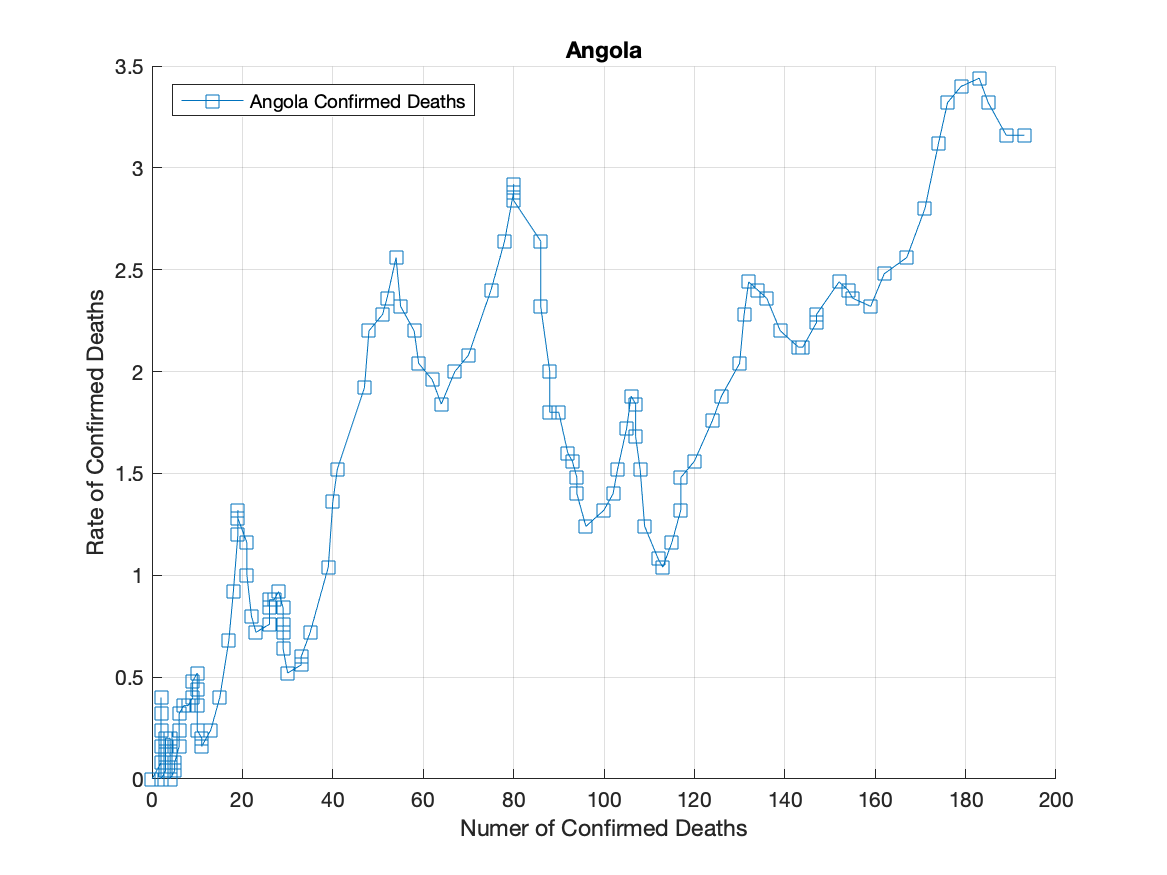 Angola
Angola Confirmed Deaths
3.5
3
2.5
2
1.5
1
0.5
0
Rate of Confirmed Deaths
0 20 40 60 80 100 120 140 160 180 200
Numer of Confirmed Deaths